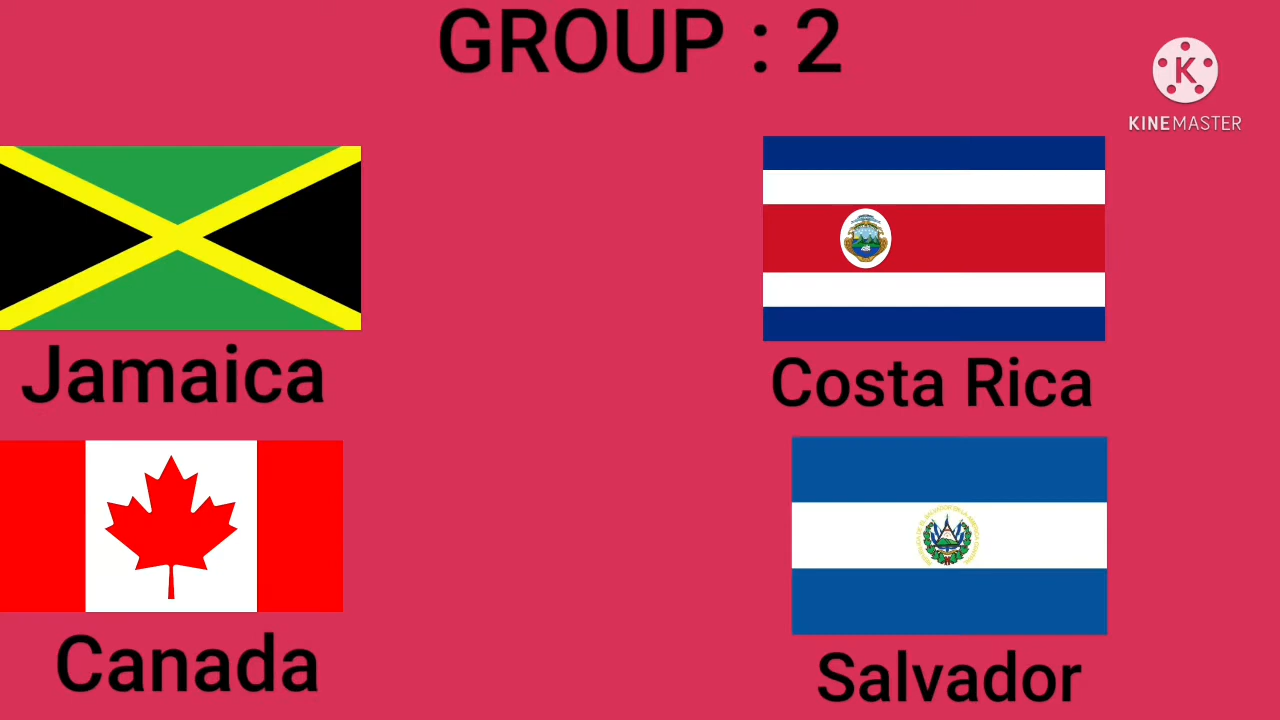 GROUP : 2
K
KINEMASTER
Jamaica
Costa Rica
Canada
Salvador